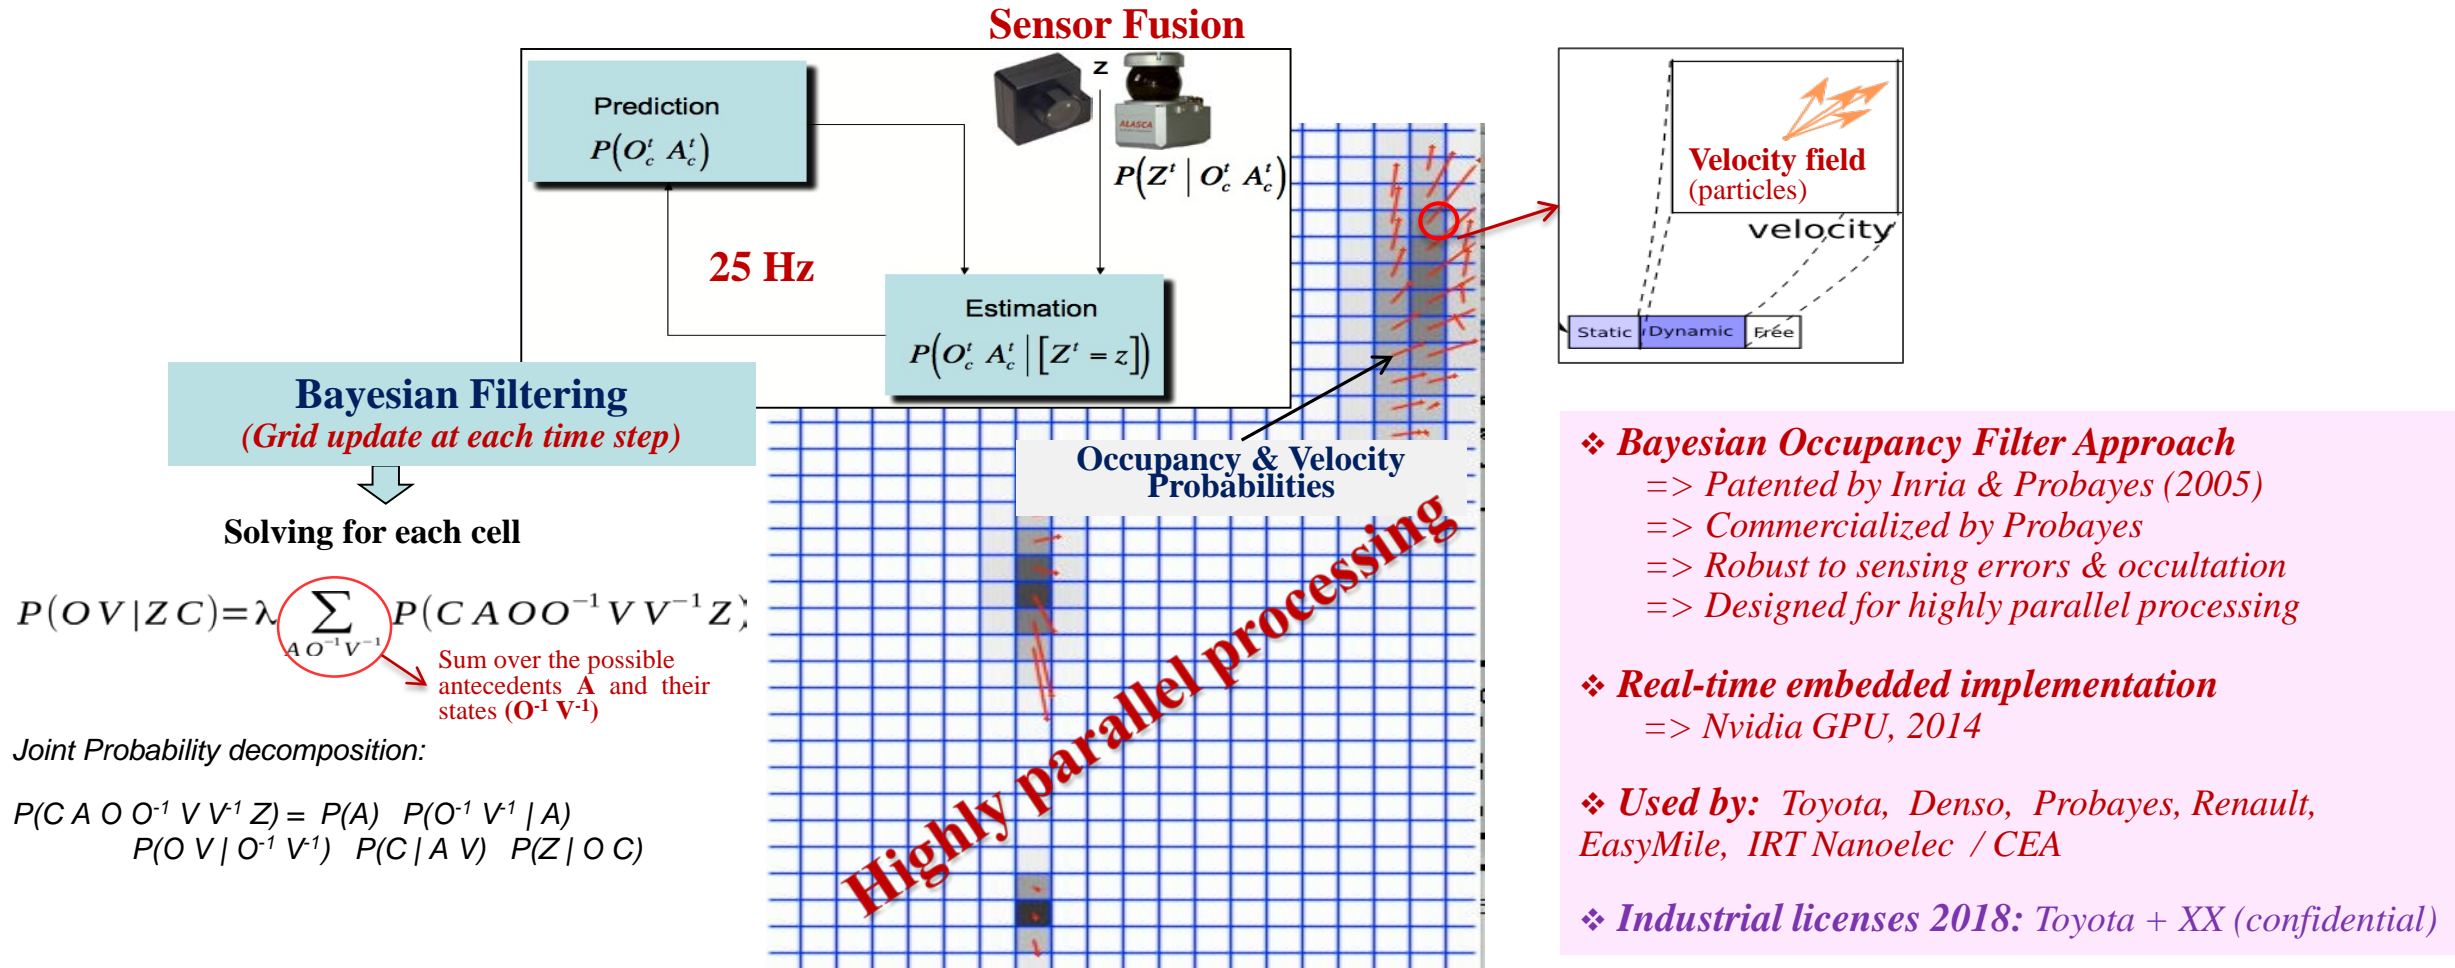 Sensor Fusion
Prediction
P(O_c^t A_c^t)
z
ALASCA
P(Z^t | O_c^t A_c^t)
25 Hz
Estimation
P(O_c^t A_c^t | [Z^t = z])
Bayesian Filtering
(Grid update at each time step)
Solving for each cell
P(O V|Z C)=λ ∑ P(C A O O⁻¹ V V⁻¹ Z)
A O⁻¹ V⁻¹
Sum over the possible
antecedents A and their
states (O⁻¹ V⁻¹)
Joint Probability decomposition:
P(C A O O⁻¹ V V⁻¹ Z) = P(A) P(O⁻¹ V⁻¹ | A)
P(O V | O⁻¹ V⁻¹) P(C | A V) P(Z | O C)
Occupancy & Velocity
Probabilities
Highly parallel processing
Velocity field
(particles)
velocity
Static
Dynamic
Free
❖ Bayesian Occupancy Filter Approach
=> Patented by Inria & Probayes (2005)
=> Commercialized by Probayes
=> Robust to sensing errors & occultation
=> Designed for highly parallel processing
❖ Real-time embedded implementation
=> Nvidia GPU, 2014
❖ Used by: Toyota, Denso, Probayes, Renault,
EasyMile, IRT Nanoelec / CEA
❖ Industrial licenses 2018: Toyota + XX (confidential)